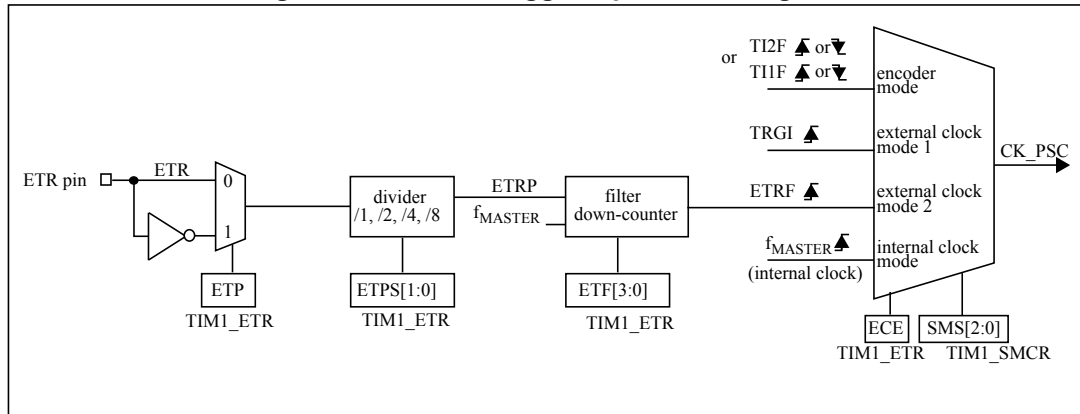 TI2F or
or
TI1F or
encoder
mode
TRGI
external clock
mode 1
CK_PSC
ETR pin
ETR
0
1
divider
/1, /2, /4, /8
ETRP
fMASTER
filter
down-counter
ETRF
external clock
mode 2
fMASTER
(internal clock)
internal clock
mode
ETP
TIM1_ETR
ETPS[1:0]
TIM1_ETR
ETF[3:0]
TIM1_ETR
ECE
TIM1_ETR
SMS[2:0]
TIM1_SMCR